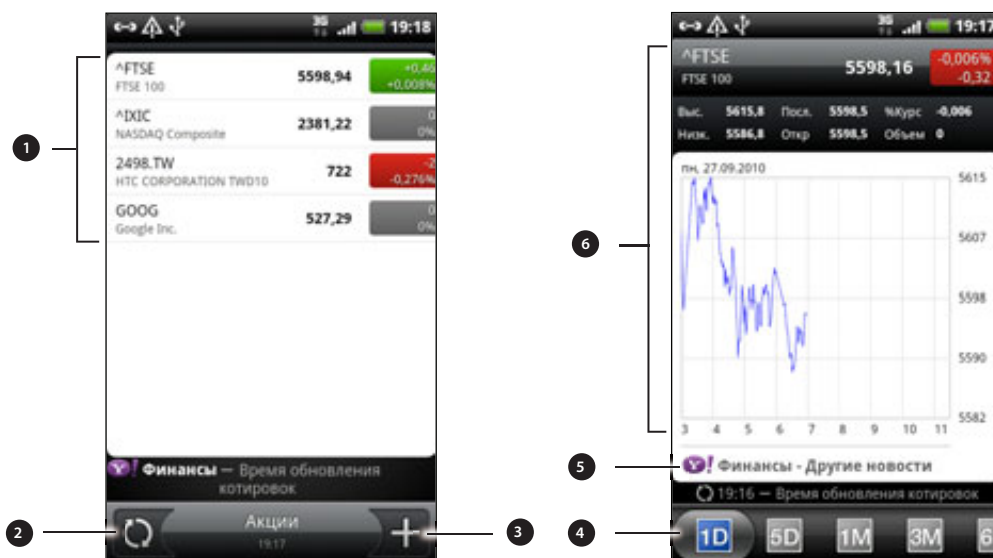 3G 19:18
^FTSE 5598,94 +0,46
FTSE 100 +0,008%
^IXIC 2381,22 0
NASDAQ Composite 0%
2498.TW 722 -2
HTC CORPORATION TWD10 -0,276%
GOOG 527,29 0
Google Inc. 0%
1
Y! Финансы — Время обновления
котировок
Акции
19:17
2
3
3G 19:17
^FTSE 5598,16 -0,006%
FTSE 100 -0,32
Выс. 5615,8 Посл. 5598,5 %Курс -0,006
Низк. 5586,8 Откр 5598,5 Объем 0
пн, 27.09.2010
5615
5607
5598
5590
5582
3 4 5 6 7 8 9 10 11
6
Y! Финансы - Другие новости
5
19:16 — Время обновления котировок
4
1D 5D 1M 3M 6